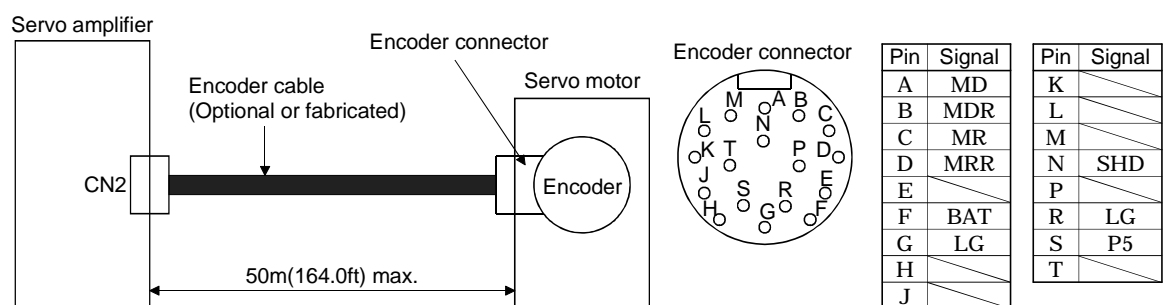 Servo amplifier
Encoder connector
Encoder cable
(Optional or fabricated)
Servo motor
CN2
Encoder
50m(164.0ft) max.
Encoder connector
M A B
L N C
K T P D
J S R E
H G F
Pin Signal
A MD
B MDR
C MR
D MRR
E
F BAT
G LG
H
J
Pin Signal
K
L
M
N SHD
P
R LG
S P5
T